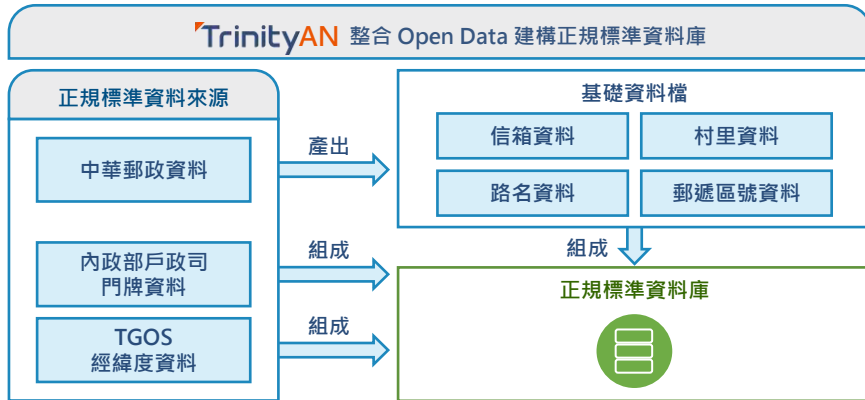 TrinityAN 整合 Open Data 建構正規標準資料庫
正規標準資料來源
中華郵政資料
內政部戶政司
門牌資料
TGOS
經緯度資料
產出
組成
組成
基礎資料檔
信箱資料
村里資料
路名資料
郵遞區號資料
組成
正規標準資料庫